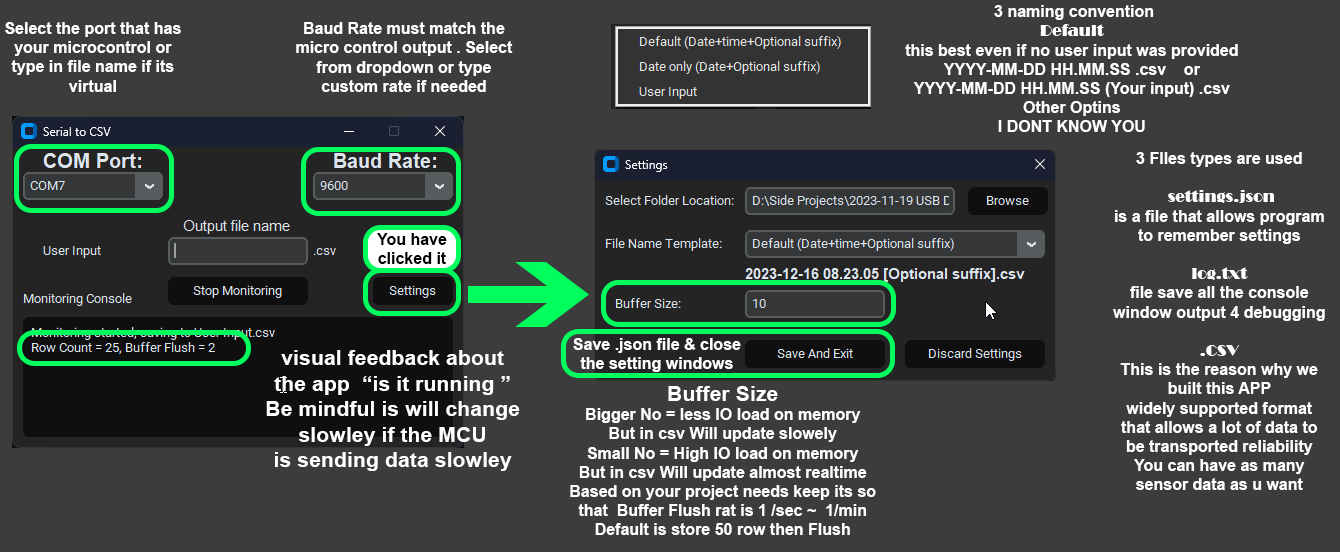 Select the port that has
your microcontrol or
type in file name if its
virtual
Baud Rate must match the
micro control output . Select
from dropdown or type
custom rate if needed
Default (Date+time+Optional suffix)
Date only (Date+Optional suffix)
User Input
3 naming convention
Default
this best even if no user input was provided
YYYY-MM-DD HH.MM.SS .csv or
YYYY-MM-DD HH.MM.SS (Your input) .csv
Other Optins
I DONT KNOW YOU
Serial to CSV
COM Port:
Baud Rate:
COM7
9600
Output file name
User Input
.csv
You have
clicked it
Monitoring Console
Stop Monitoring
Settings
Monitoring started, saving to User Input.csv
Row Count = 25, Buffer Flush = 2
visual feedback about
the app “is it running ”
Be mindful is will change
slowley if the MCU
is sending data slowley
Settings
Select Folder Location:
D:\Side Projects\2023-11-19 USB D
Browse
File Name Template:
Default (Date+time+Optional suffix)
2023-12-16 08.23.05 [Optional suffix].csv
Buffer Size:
10
Save .json file & close
the setting windows
Save And Exit
Discard Settings
Buffer Size
Bigger No = less IO load on memory
But in csv Will update slowely
Small No = High IO load on memory
But in csv Will update almost realtime
Based on your project needs keep its so
that Buffer Flush rat is 1 /sec ~ 1/min
Default is store 50 row then Flush
3 FIles types are used
settings.json
is a file that allows program
to remember settings
log.txt
file save all the console
window output 4 debugging
.csv
This is the reason why we
built this APP
widely supported format
that allows a lot of data to
be transported reliability
You can have as many
sensor data as u want